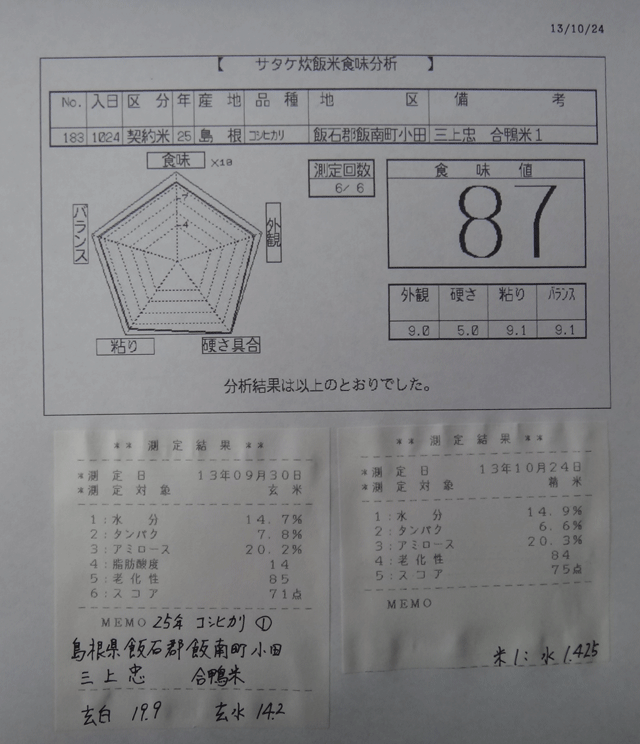 13/10/24
【 サタケ炊飯米食味分析 】
No. 入日 区分 年 産地 品種 地区 備考
183 1024 契約米 25 島根 コシヒカリ 飯石郡飯南町小田 三上忠 合鴨米1
食味 ×10
7
4
外観
硬さ具合
粘り
バランス
測定回数
6/ 6
食味値
87
外観 硬さ 粘り バランス
9.0 5.0 9.1 9.1
分析結果は以上のとおりでした。
** 測定結果 **
*測定日 13年09月30日
*測定対象 玄米
1:水分 14.7%
2:タンパク 7.8%
3:アミロース 20.2%
4:脂肪酸度 14
5:老化性 85
6:スコア 71点
MEMO 25年 コシヒカリ ①
島根県飯石郡飯南町小田
三上忠 合鴨米
玄白 19.9 玄水 14.2
** 測定結果 **
*測定日 13年10月24日
*測定対象 精米
1:水分 14.9%
2:タンパク 6.6%
3:アミロース 20.3%
4:老化性 84
5:スコア 75点
MEMO
米1:水1.425